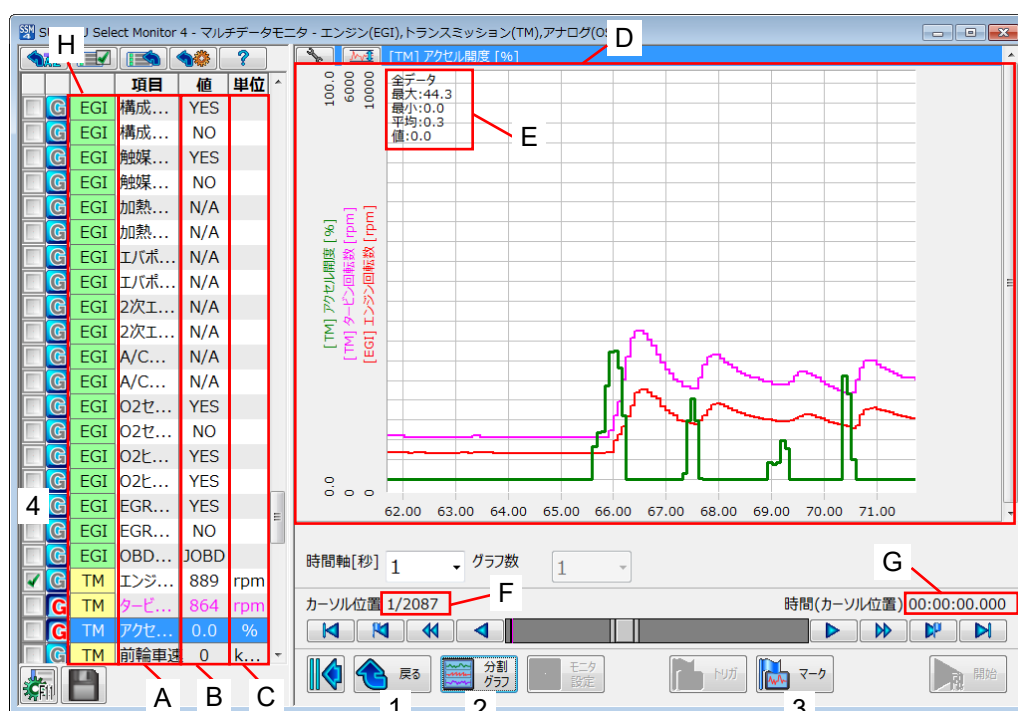 Select Monitor 4 - マルチデータモニタ - エンジン(EGI),トランスミッション(TM),アナログ(OS
H
?
[TM] アクセル開度 [%]
D
項目 値 単位
G EGI 構成... YES
G EGI 構成... NO
G EGI 触媒... YES
G EGI 触媒... NO
G EGI 加熱... N/A
G EGI 加熱... N/A
G EGI エバポ... N/A
G EGI エバポ... N/A
G EGI 2次エ... N/A
G EGI 2次エ... N/A
G EGI A/C... N/A
G EGI A/C... N/A
G EGI O2セ... YES
G EGI O2セ... NO
G EGI O2ヒ... YES
G EGI O2ヒ... YES
4 G EGI EGR... YES
G EGI EGR... NO
G EGI OBD... JOBD
G TM エンジ... 889 rpm
G TM タービ... 864 rpm
G TM アクセ... 0.0 %
G TM 前輪車速 0 k...
A B C
F11
100.0
6000
10000
全データ
最大:44.3
最小:0.0
平均:0.3
値:0.0
E
[TM] アクセル開度 [%]
[TM] タービン回転数 [rpm]
[EGI] エンジン回転数 [rpm]
0.0
0
0
62.00 63.00 64.00 65.00 66.00 67.00 68.00 69.00 70.00 71.00
時間軸[秒] 1 グラフ数 1
G
カーソル位置 1/2087 F 時間(カーソル位置) 00:00:00.000
戻る
分割
グラフ
モニタ
設定
トリガ
マーク
開始
1 2 3